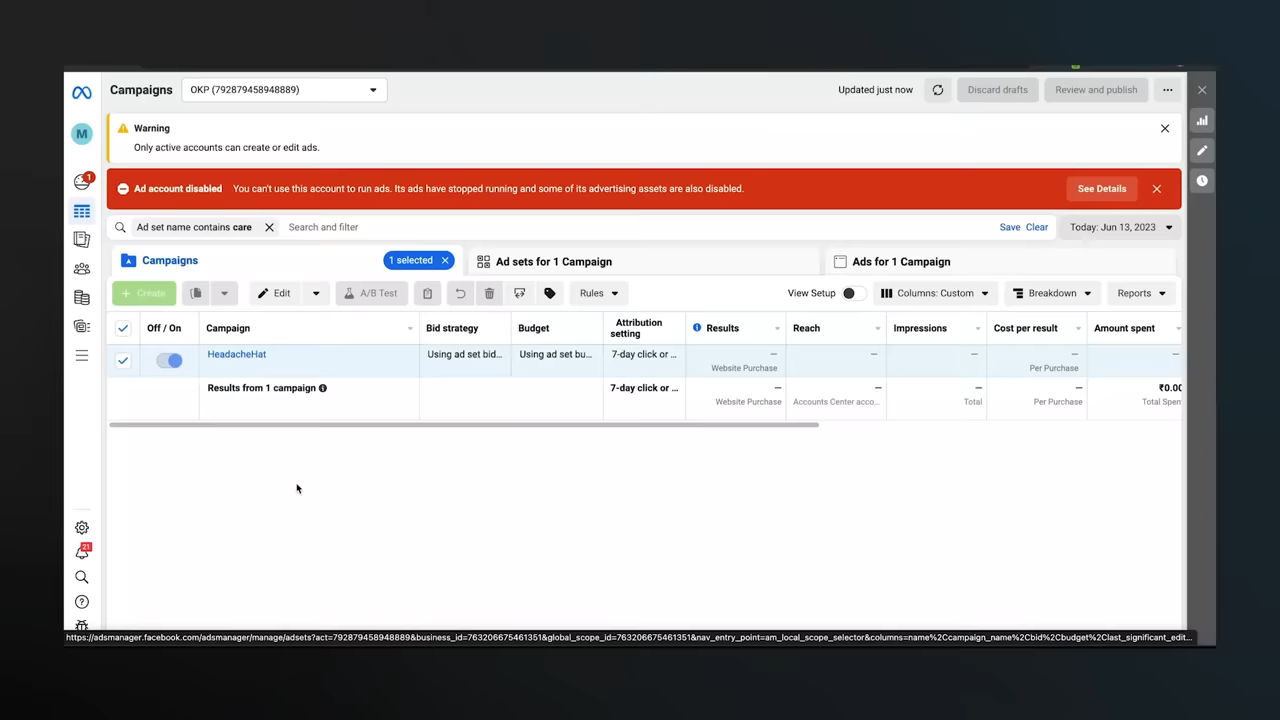 Campaigns OKP (792879458948889) Updated just now Discard drafts Review and publish
M
Warning
Only active accounts can create or edit ads.
1
Ad account disabled You can't use this account to run ads. Its ads have stopped running and some of its advertising assets are also disabled. See Details
Ad set name contains care Search and filter Save Clear Today: Jun 13, 2023
Campaigns 1 selected Ad sets for 1 Campaign Ads for 1 Campaign
+ Create Edit A/B Test Rules View Setup Columns: Custom Breakdown Reports
Off / On Campaign Bid strategy Budget Attribution setting Results Reach Impressions Cost per result Amount spent
HeadacheHat Using ad set bid... Using ad set bu... 7-day click or ... — — — — —
Website Purchase Per Purchase
Results from 1 campaign 7-day click or ... — — — — ₹0.00
Website Purchase Accounts Center acco... Total Per Purchase Total Spen
21
https://adsmanager.facebook.com/adsmanager/manage/adsets?act=792879458948889&business_id=763206675461351&global_scope_id=763206675461351&nav_entry_point=am_local_scope_selector&columns=name%2Ccampaign_name%2Cbid%2Cbudget%2Clast_significant_edit...